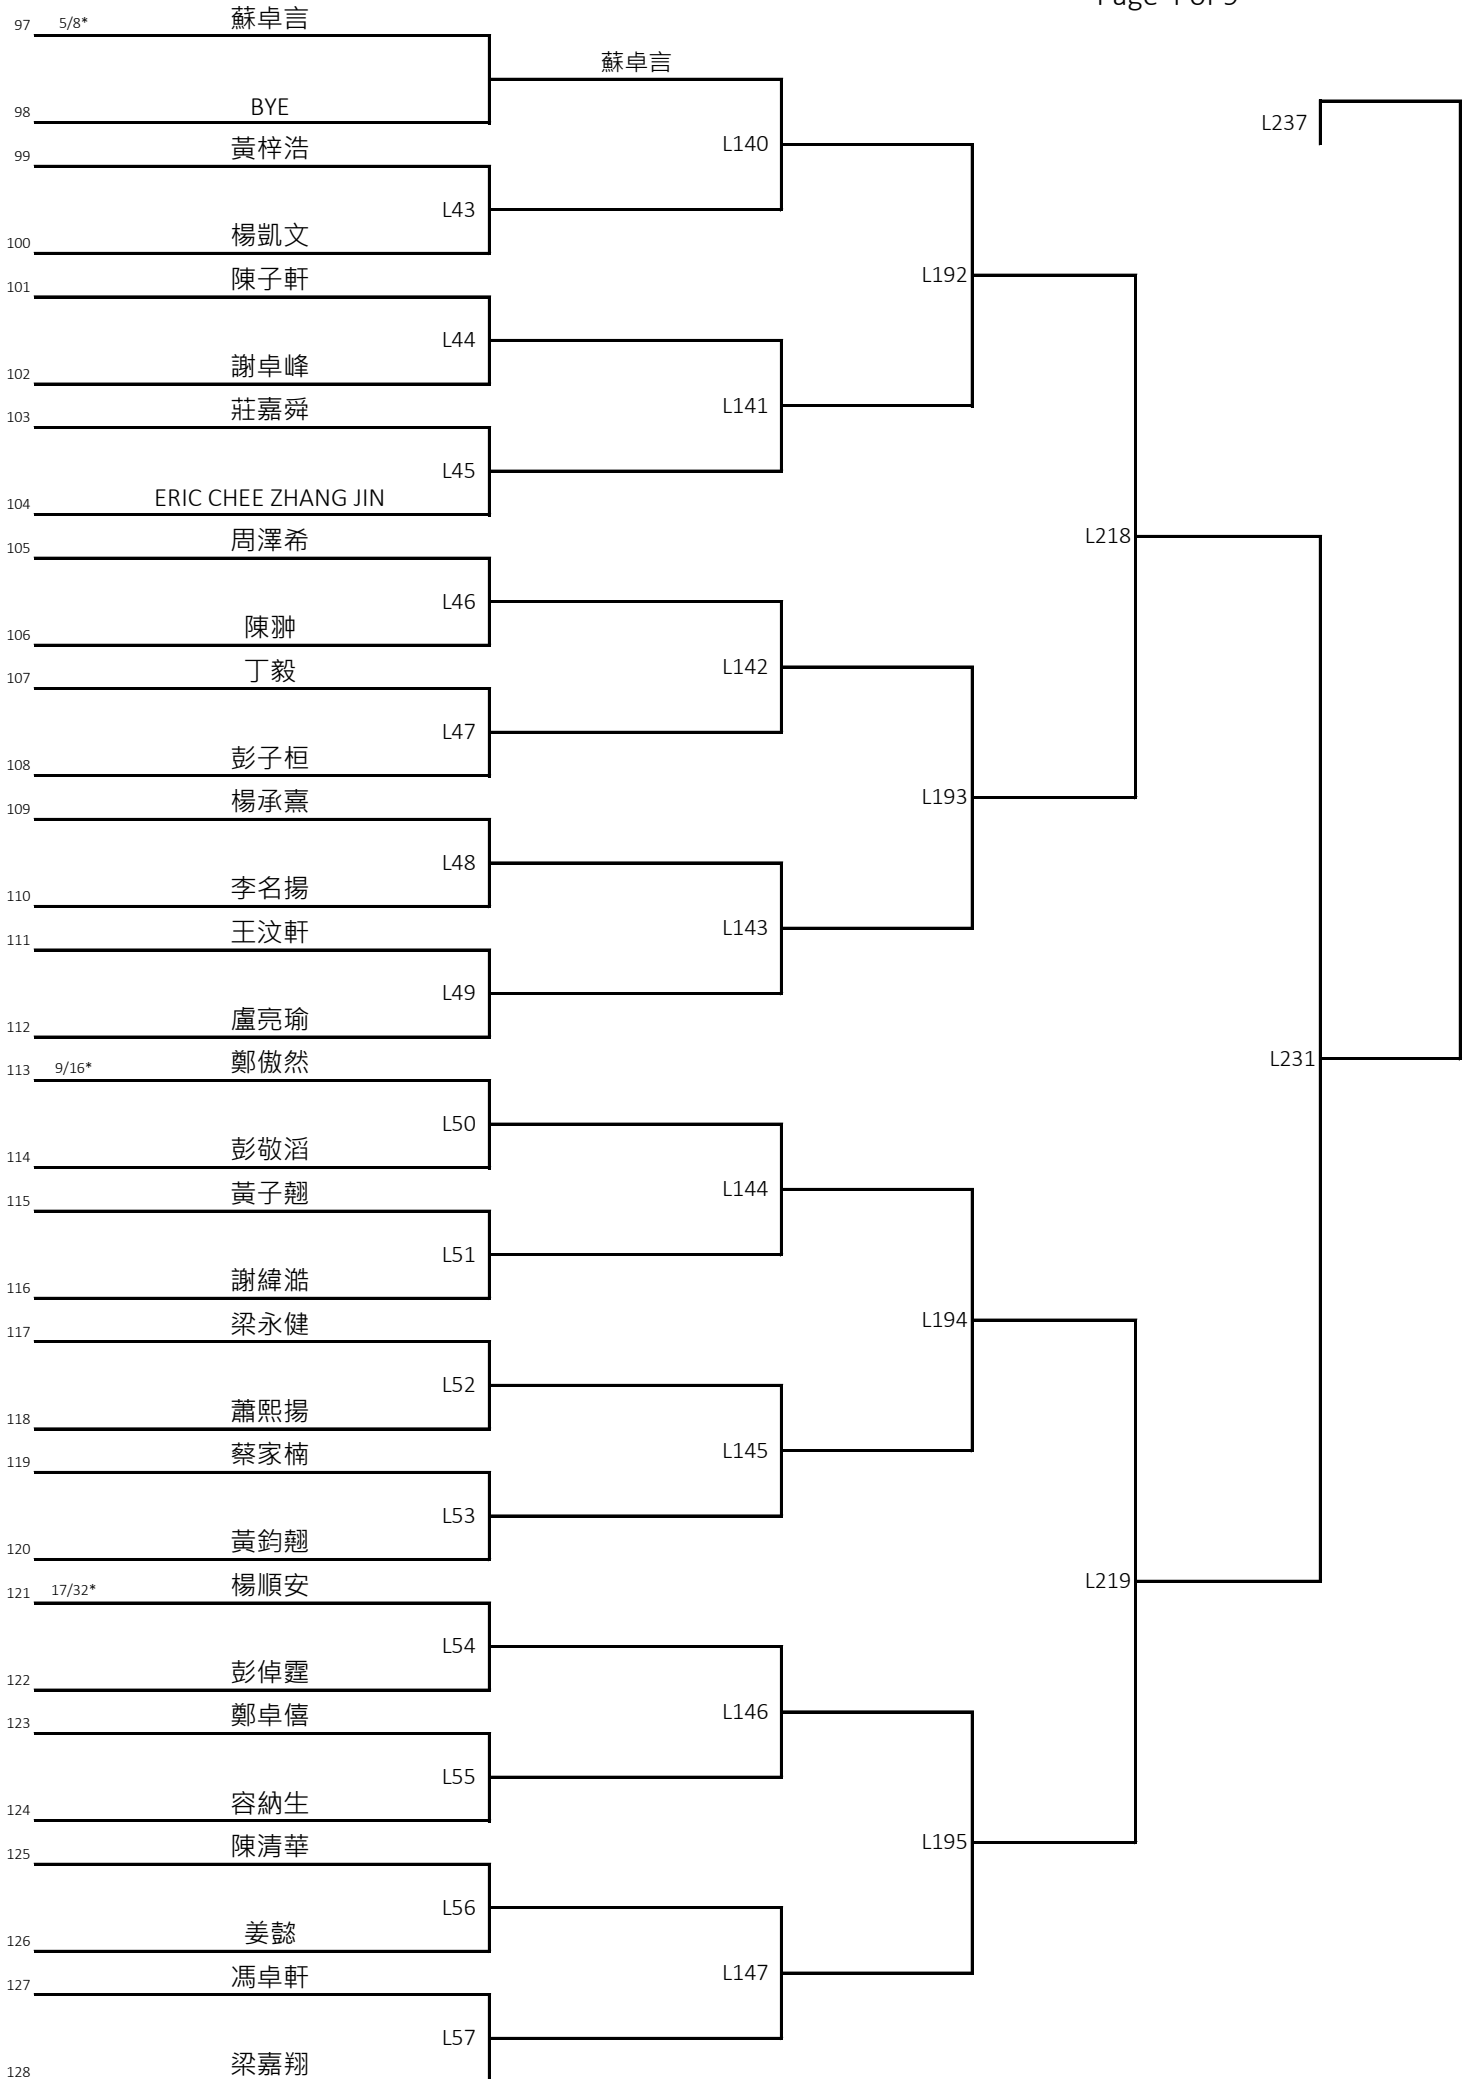 97 5/8* 蘇卓言
蘇卓言
98 BYE
L237
99 黃梓浩
L140
L43
100 楊凱文
101 陳子軒
L192
L44
102 謝卓峰
103 莊嘉舜
L141
L45
104 ERIC CHEE ZHANG JIN
105 周澤希
L218
L46
106 陳翀
107 丁毅
L142
L47
108 彭子桓
109 楊承熹
L193
L48
110 李名揚
111 王汶軒
L143
L49
112 盧亮瑜
113 9/16* 鄭傲然
L231
L50
114 彭敬滔
115 黃子翹
L144
L51
116 謝緯澔
117 梁永健
L194
L52
118 蕭熙揚
119 蔡家楠
L145
L53
120 黃鈞翹
121 17/32* 楊順安
L219
L54
122 彭倬霆
123 鄭卓僖
L146
L55
124 容納生
125 陳清華
L195
L56
126 姜懿
127 馮卓軒
L147
L57
128 梁嘉翔